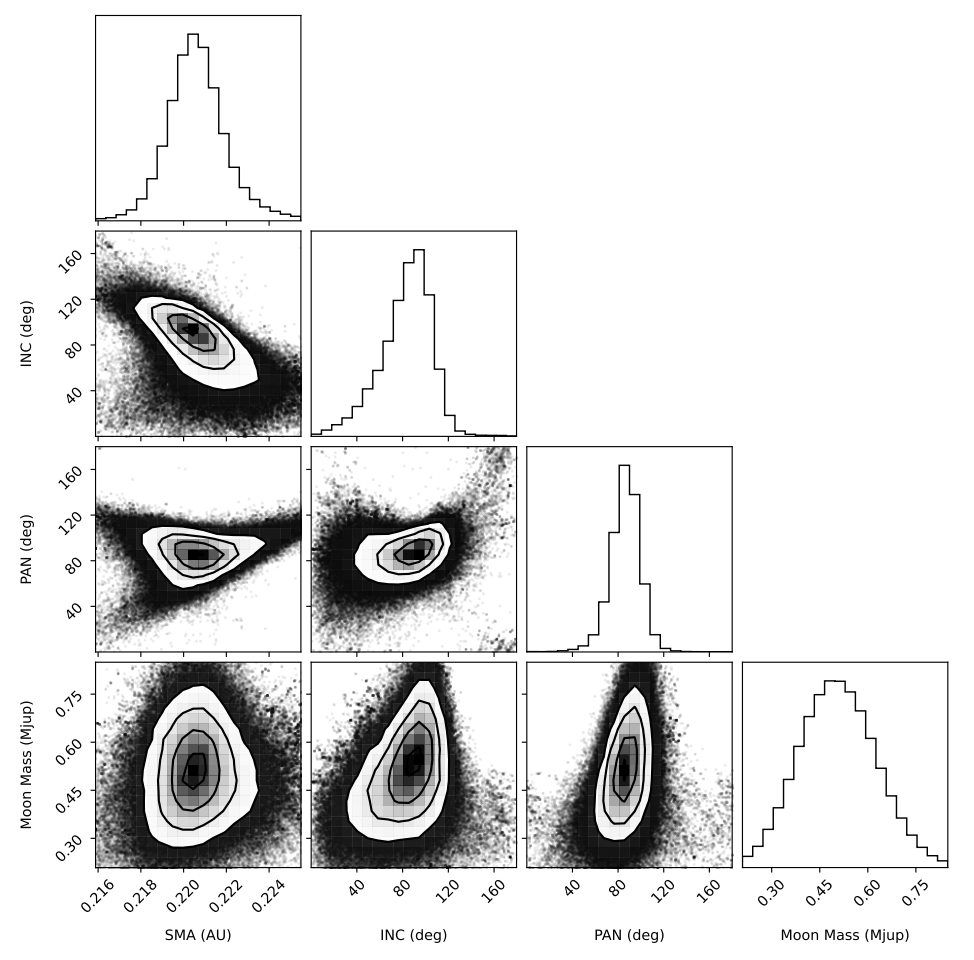 INC (deg)
160
120
80
40
PAN (deg)
160
120
80
40
Moon Mass (Mjup)
0.75
0.60
0.45
0.30
0.216 0.218 0.220 0.222 0.224
40 80 120 160
40 80 120 160
0.30 0.45 0.60 0.75
SMA (AU)
INC (deg)
PAN (deg)
Moon Mass (Mjup)